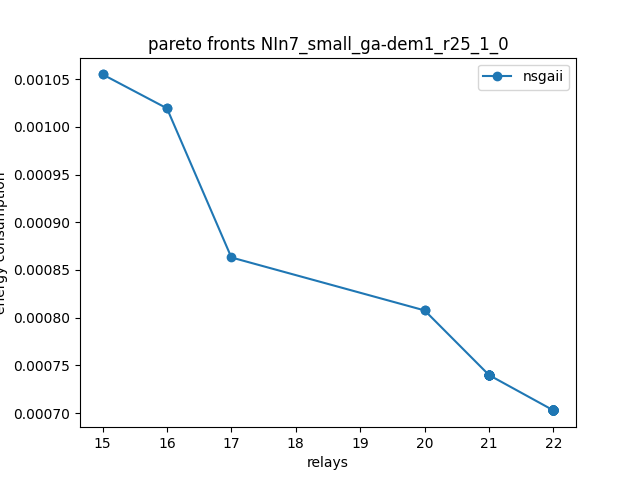 pareto fronts NIn7_small_ga-dem1_r25_1_0
nsgaii
0.00105
0.00100
0.00095
0.00090
0.00085
0.00080
0.00075
0.00070
energy consumption
15 16 17 18 19 20 21 22
relays